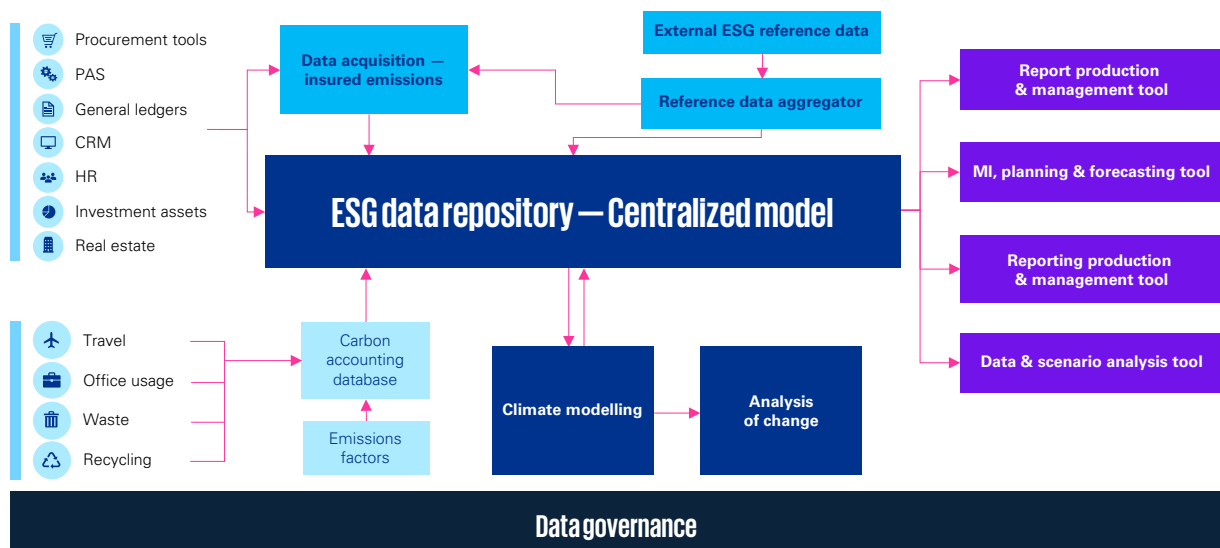 Procurement tools
PAS
General ledgers
CRM
HR
Investment assets
Real estate
Data acquisition —
insured emissions
External ESG reference data
Reference data aggregator
ESG data repository — Centralized model
Report production
& management tool
MI, planning & forecasting tool
Reporting production
& management tool
Data & scenario analysis tool
Travel
Office usage
Waste
Recycling
Carbon
accounting
database
Emissions
factors
Climate modelling
Analysis
of change
Data governance